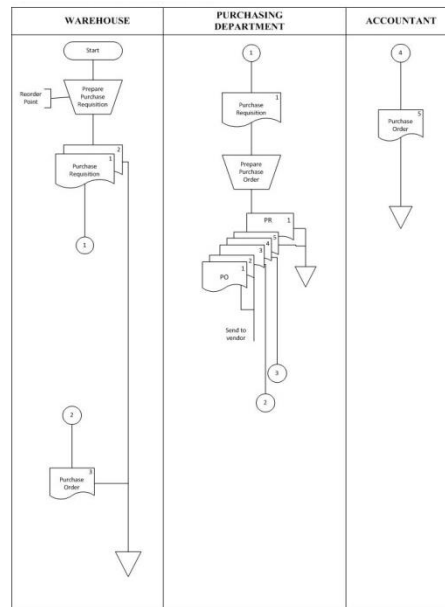 WAREHOUSE
PURCHASING
DEPARTMENT
ACCOUNTANT
Start
Reorder
Point
Prepare
Purchase
Requisition
2
1
Purchase
Requisition
1
2
3
Purchase
Order
1
1
Purchase
Requisition
Prepare
Purchase
Order
PR
1
5
4
3
2
1
PO
Send to
vendor
3
2
4
5
Purchase
Order